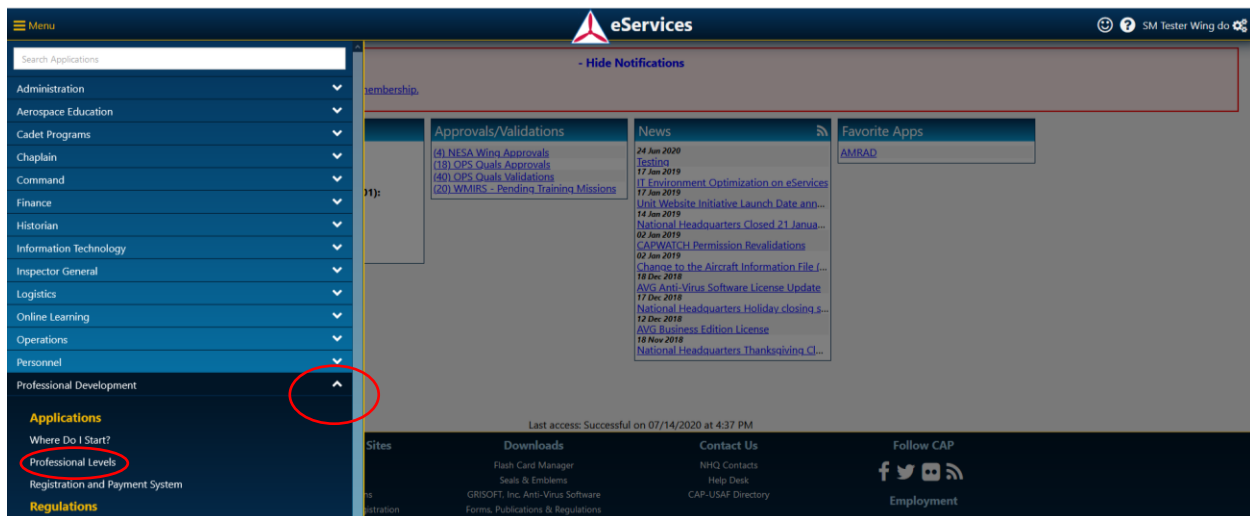 Menu
eServices
SM Tester Wing do
Search Applications
Administration
Aerospace Education
Cadet Programs
Chaplain
Command
Finance
Historian
Information Technology
Inspector General
Logistics
Online Learning
Operations
Personnel
Professional Development
Applications
Where Do I Start?
Professional Levels
Registration and Payment System
Regulations
- Hide Notifications
membership.
01):
Approvals/Validations
(4) NESA Wing Approvals
(18) OPS Quals Approvals
(40) OPS Quals Validations
(20) WMIRS - Pending Training Missions
News
24 Jun 2020
Testing
17 Jan 2019
IT Environment Optimization on eServices
17 Jan 2019
Unit Website Initiative Launch Date ann...
14 Jan 2019
National Headquarters Closed 21 Janua...
02 Jan 2019
CAPWATCH Permission Revalidations
02 Jan 2019
Change to the Aircraft Information File (...
18 Dec 2018
AVG Anti-Virus Software License Update
17 Dec 2018
National Headquarters Holiday closing s...
12 Dec 2018
AVG Business Edition License
18 Nov 2018
National Headquarters Thanksgiving Cl...
Favorite Apps
AMRAD
Last access: Successful on 07/14/2020 at 4:37 PM
Sites
ns
gistration
Downloads
Flash Card Manager
Seals & Emblems
GRISOFT, Inc. Anti-Virus Software
Forms, Publications & Regulations
Contact Us
NHQ Contacts
Help Desk
CAP-USAF Directory
Follow CAP
Employment